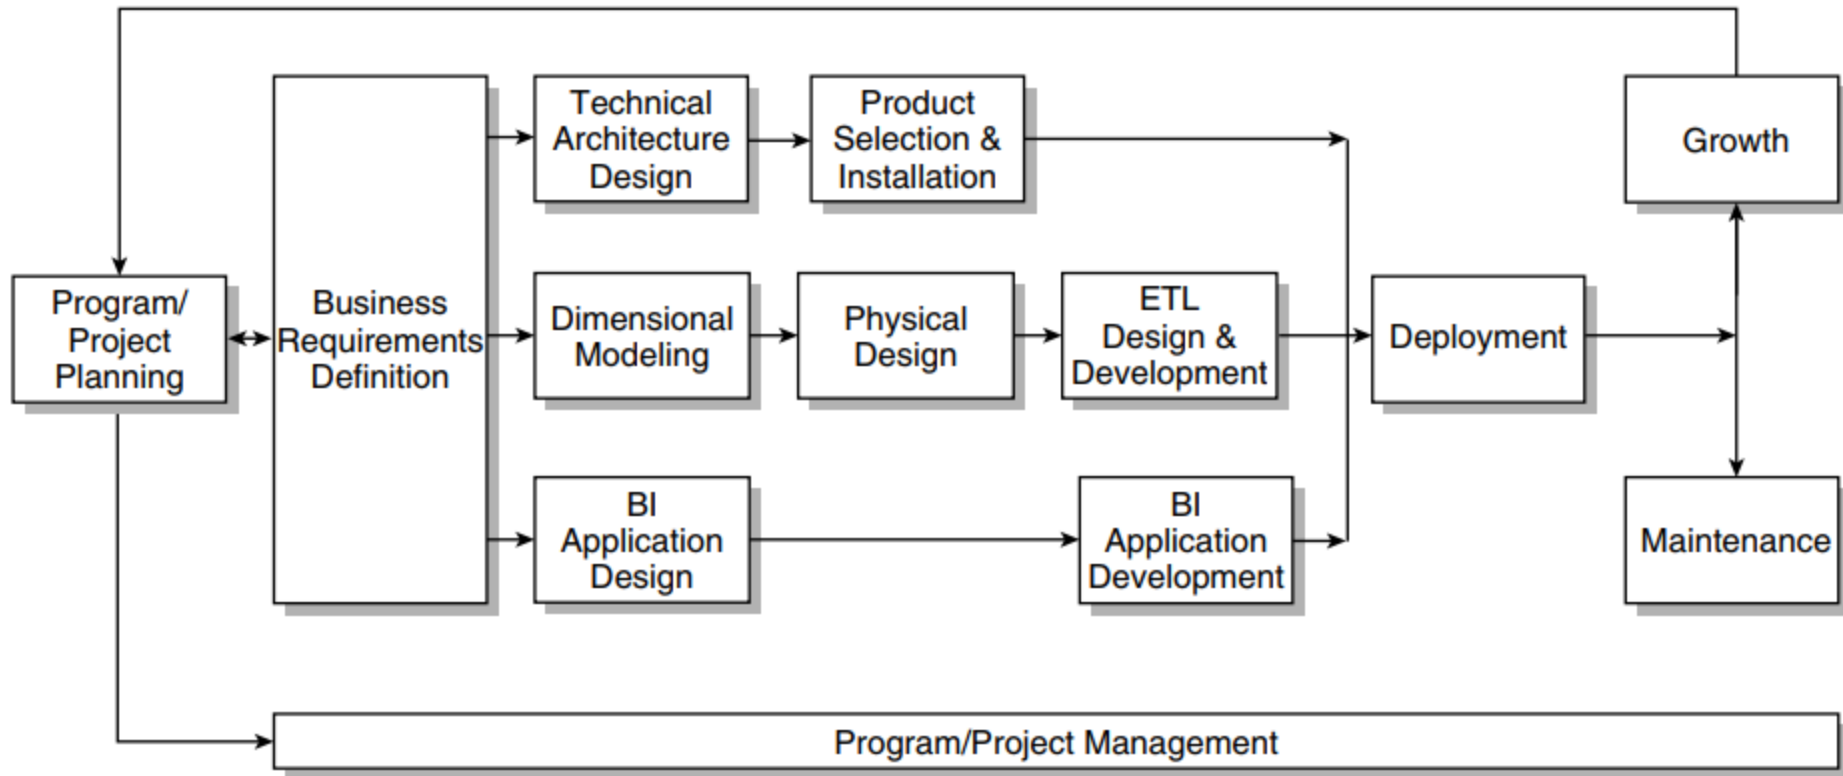 Program/
Project
Planning
Business
Requirements
Definition
Technical
Architecture
Design
Product
Selection &
Installation
Dimensional
Modeling
Physical
Design
ETL
Design &
Development
BI
Application
Design
BI
Application
Development
Deployment
Growth
Maintenance
Program/Project Management